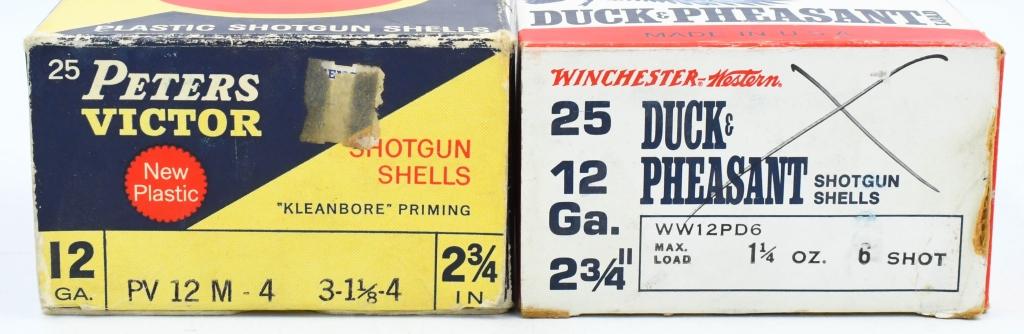 PLASTIC SHOTGUN SHELLS
25 PETERS
VICTOR
New
Plastic
SHOTGUN
SHELLS
"KLEANBORE" PRIMING
12
GA.
PV 12 M - 4 3-1⅛-4
2¾
IN
DUCK & PHEASANT
MADE IN U.S.A.
WINCHESTER-Western
25
12
Ga.
2¾"
DUCK &
PHEASANT
SHOTGUN
SHELLS
WW12PD6
MAX.
LOAD
1¼ OZ. 6 SHOT